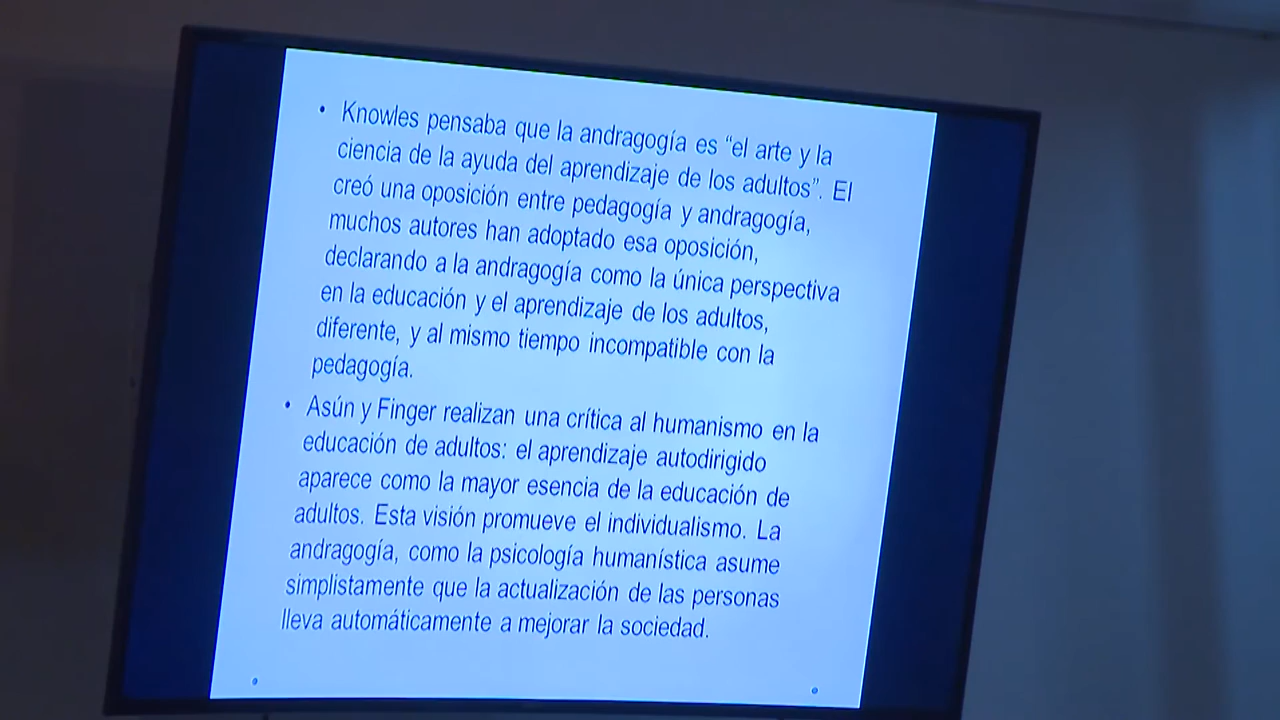 • Knowles pensaba que la andragogía es “el arte y la
ciencia de la ayuda del aprendizaje de los adultos”. El
creó una oposición entre pedagogía y andragogía,
muchos autores han adoptado esa oposición,
declarando a la andragogía como la única perspectiva
en la educación y el aprendizaje de los adultos,
diferente, y al mismo tiempo incompatible con la
pedagogía.
• Asún y Finger realizan una crítica al humanismo en la
educación de adultos: el aprendizaje autodirigido
aparece como la mayor esencia de la educación de
adultos. Esta visión promueve el individualismo. La
andragogía, como la psicología humanística asume
simplistamente que la actualización de las personas
lleva automáticamente a mejorar la sociedad.